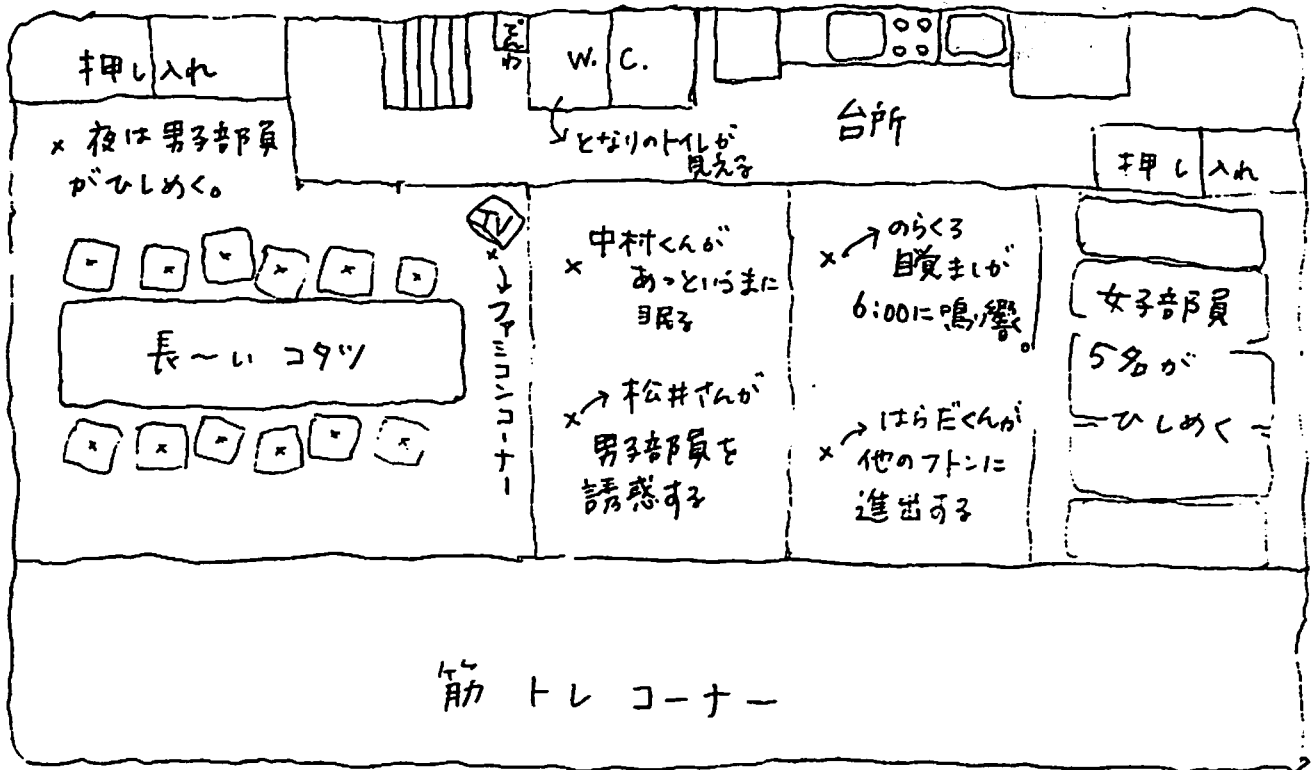 押し入れ
でんわ
W. C.
→となりのトイレが
見える
台所
押し入れ
× 夜は男子部員
がひしめく。
TV
×→ファミコンコーナー
長〜い コタツ
× 中村くんが
あっというまに
眠る
×→松井さんが
男子部員を
誘惑する
×→のらくろ
目覚ましが
6:00に鳴り響く。
×→はらだくんが
他のフトンに
進出する
女子部員
5名が
ひしめく
筋トレコーナー